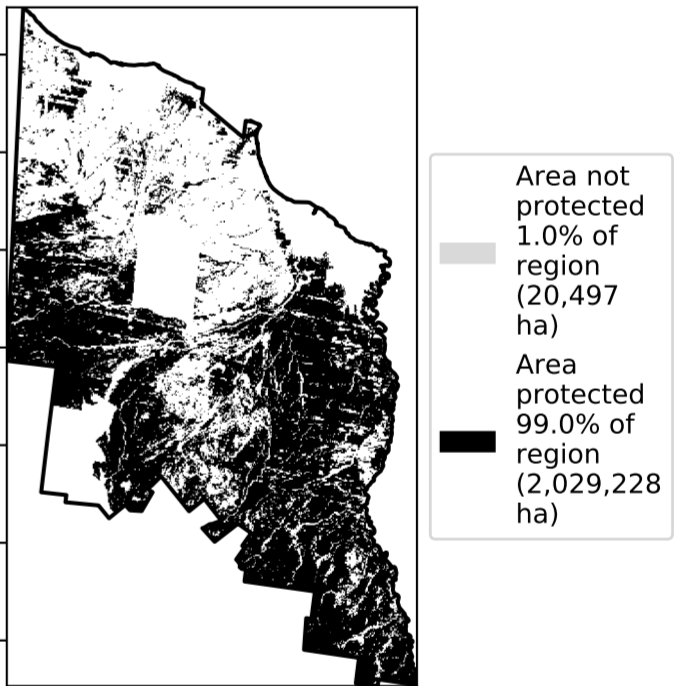 Area not
protected
1.0% of
region
(20,497
ha)
Area
protected
99.0% of
region
(2,029,228
ha)